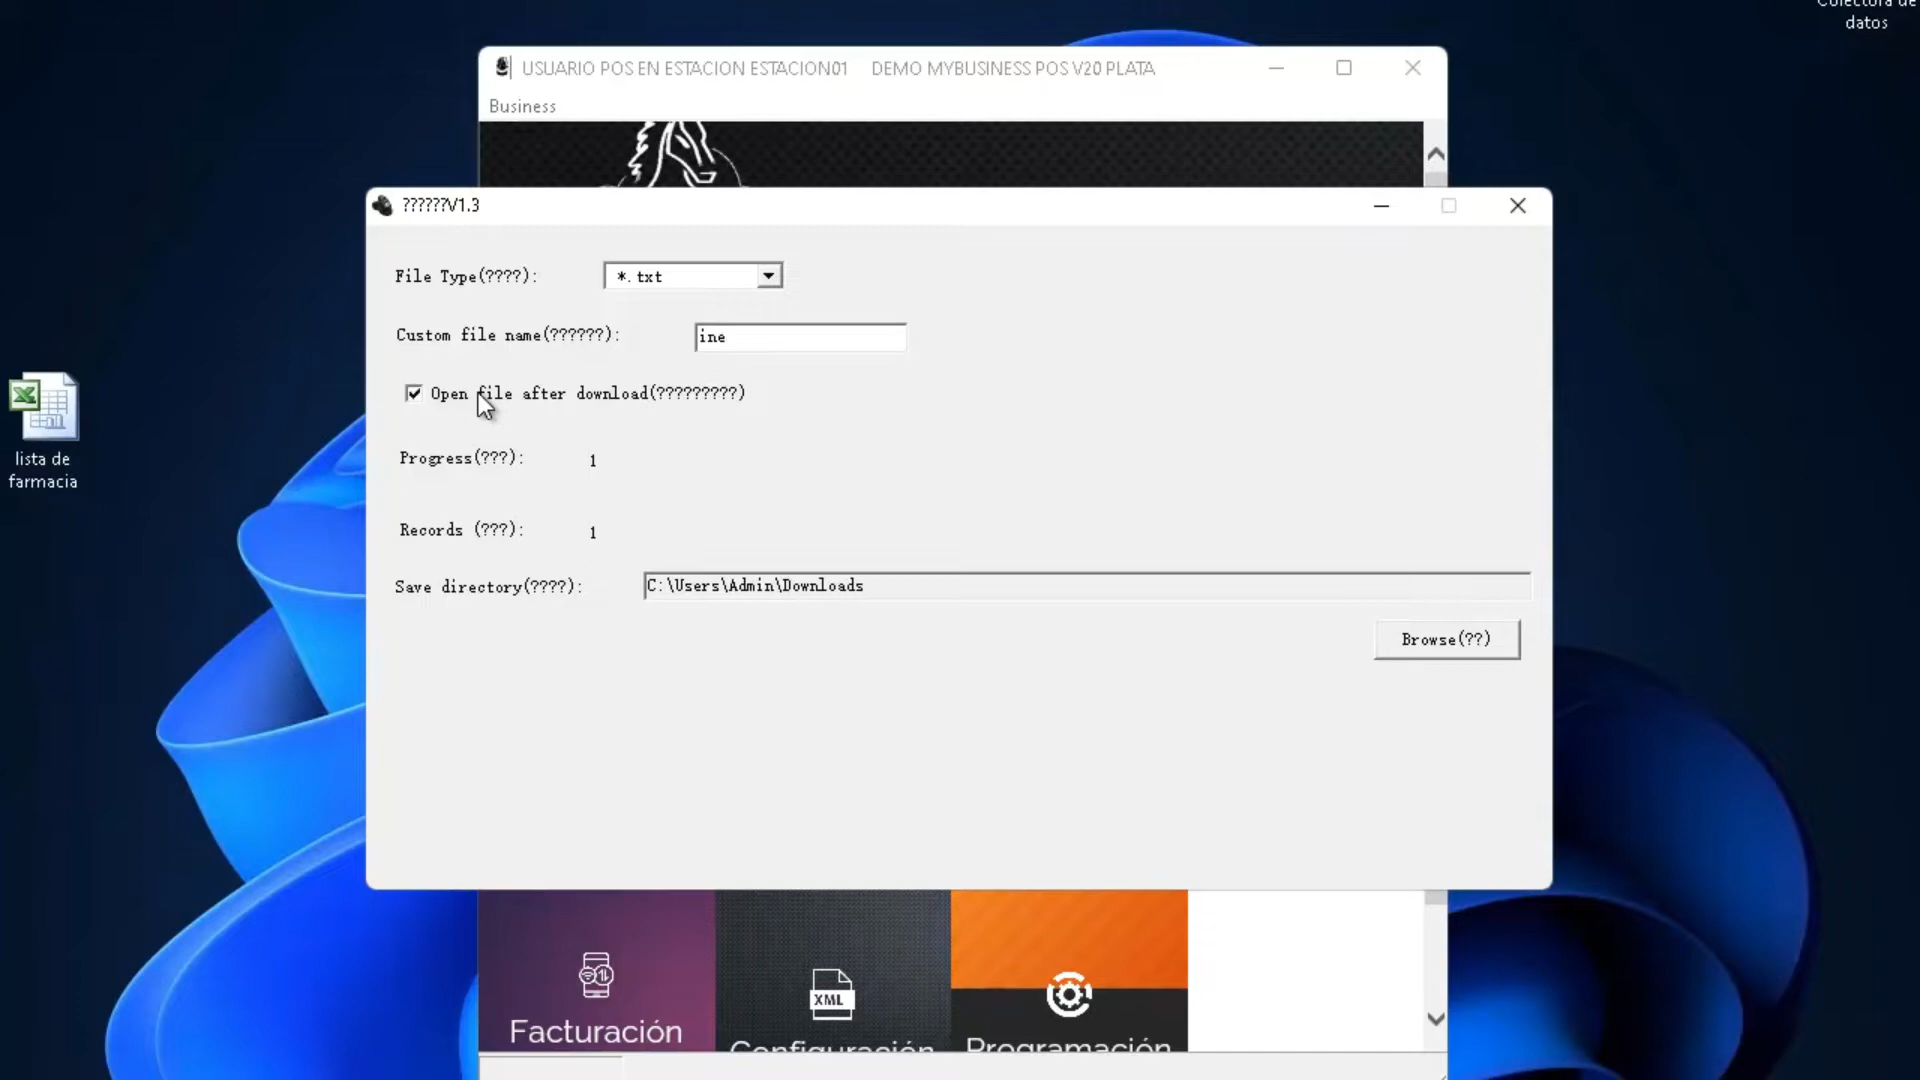 Colectora de
datos
USUARIO POS EN ESTACION ESTACION01 DEMO MYBUSINESS POS V20 PLATA
Business
??????V1.3
File Type(????): *.txt
Custom file name(??????): ine
Open file after download(?????????)
Progress(???): 1
Records (???): 1
Save directory(????): C:\Users\Admin\Downloads
Browse(??)
lista de
farmacia
XML
Facturación
Configuración
Programación